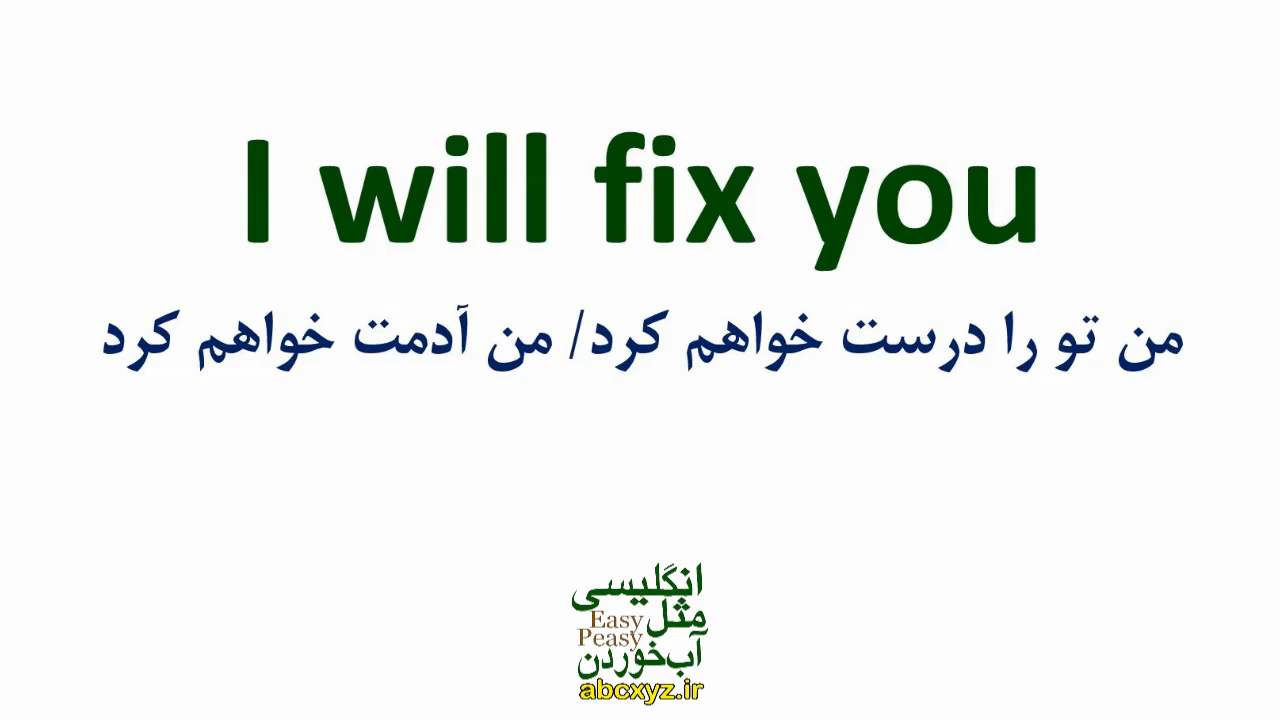 I will fix you
من تو را درست خواهم کرد/ من آدمت خواهم کرد
انگلیسی
مثل
Easy
Peasy
آب‌خوردن
abcxyz.ir